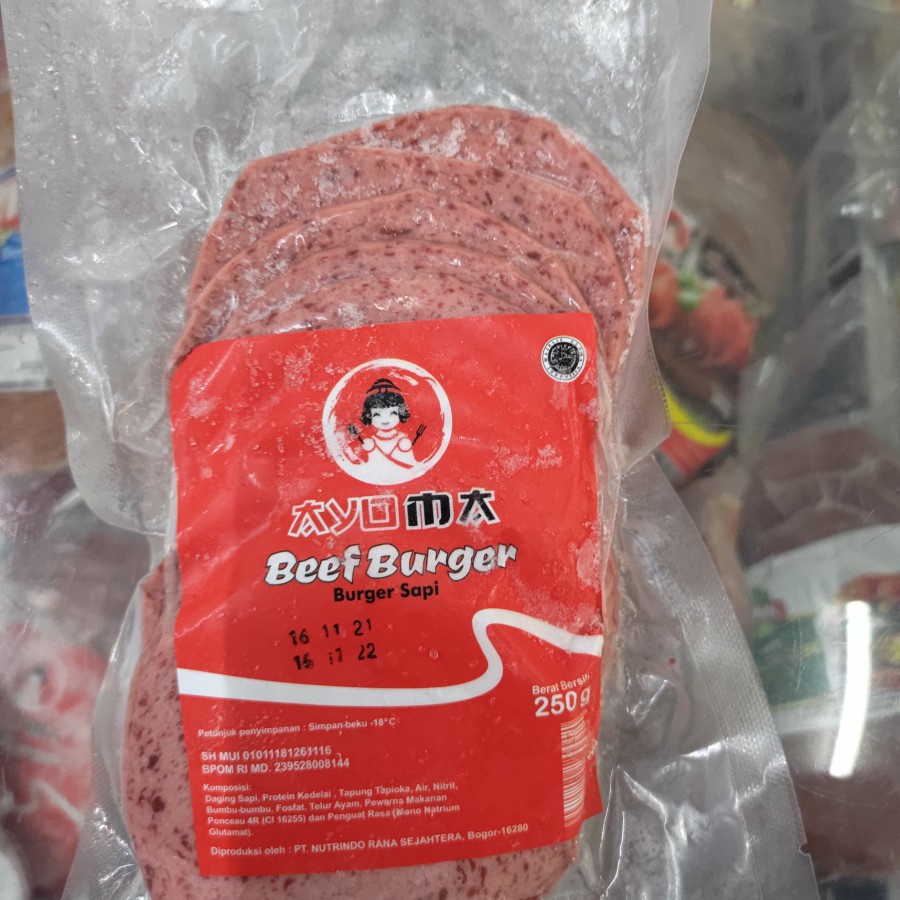 AYOMA
Beef Burger
Burger Sapi
16 11 21
16 11 22
Berat Bersih
250 g
Petunjuk penyimpanan : Simpan beku -18°C
SH MUI 01011181261116
BPOM RI MD. 239528008144
Komposisi:
Daging Sapi, Protein Kedelai , Tapung Tapioka, Air, Nitrit,
Bumbu-bumbu, Fosfat, Telur Ayam, Pewarna Makanan
Ponceau 4R (CI 16255) dan Penguat Rasa (Mono Natrium
Glutamat).
Diproduksi oleh : PT. NUTRINDO RANA SEJAHTERA, Bogor-16280